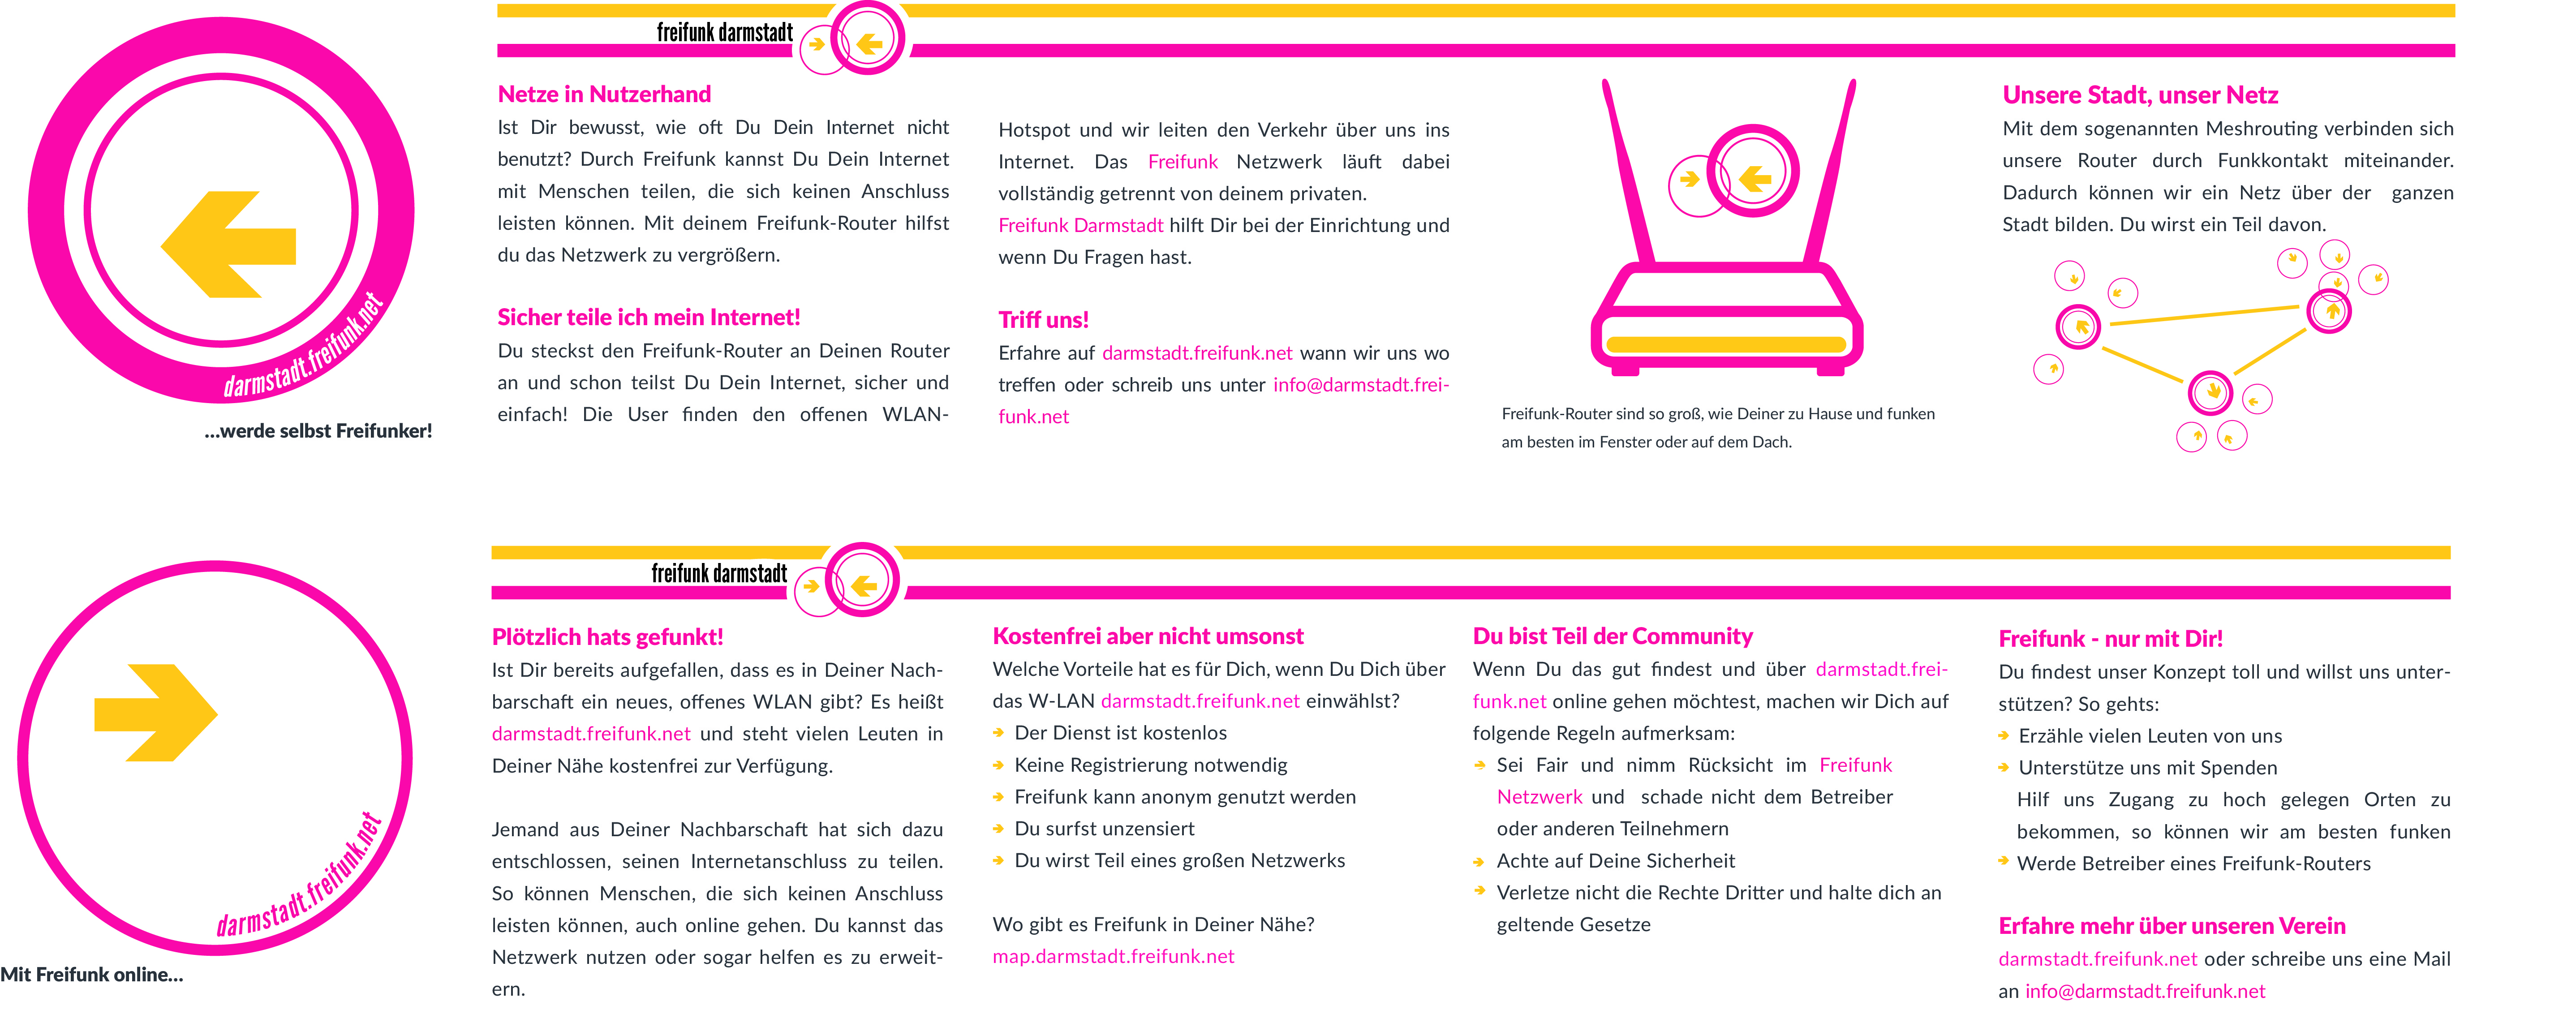 darmstadt.freifunk.net
...werde selbst Freifunker!
freifunk darmstadt
Netze in Nutzerhand
Ist Dir bewusst, wie oft Du Dein Internet nicht
benutzt? Durch Freifunk kannst Du Dein Internet
mit Menschen teilen, die sich keinen Anschluss
leisten können. Mit deinem Freifunk-Router hilfst
du das Netzwerk zu vergrößern.
Sicher teile ich mein Internet!
Du steckst den Freifunk-Router an Deinen Router
an und schon teilst Du Dein Internet, sicher und
einfach! Die User finden den offenen WLAN-
Hotspot und wir leiten den Verkehr über uns ins
Internet. Das Freifunk Netzwerk läuft dabei
vollständig getrennt von deinem privaten.
Freifunk Darmstadt hilft Dir bei der Einrichtung und
wenn Du Fragen hast.
Triff uns!
Erfahre auf darmstadt.freifunk.net wann wir uns wo
treffen oder schreib uns unter info@darmstadt.frei-
funk.net
Freifunk-Router sind so groß, wie Deiner zu Hause und funken
am besten im Fenster oder auf dem Dach.
Unsere Stadt, unser Netz
Mit dem sogenannten Meshrouting verbinden sich
unsere Router durch Funkkontakt miteinander.
Dadurch können wir ein Netz über der ganzen
Stadt bilden. Du wirst ein Teil davon.
darmstadt.freifunk.net
Mit Freifunk online...
freifunk darmstadt
Plötzlich hats gefunkt!
Ist Dir bereits aufgefallen, dass es in Deiner Nach-
barschaft ein neues, offenes WLAN gibt? Es heißt
darmstadt.freifunk.net und steht vielen Leuten in
Deiner Nähe kostenfrei zur Verfügung.
Jemand aus Deiner Nachbarschaft hat sich dazu
entschlossen, seinen Internetanschluss zu teilen.
So können Menschen, die sich keinen Anschluss
leisten können, auch online gehen. Du kannst das
Netzwerk nutzen oder sogar helfen es zu erweit-
ern.
Kostenfrei aber nicht umsonst
Welche Vorteile hat es für Dich, wenn Du Dich über
das W-LAN darmstadt.freifunk.net einwählst?
Der Dienst ist kostenlos
Keine Registrierung notwendig
Freifunk kann anonym genutzt werden
Du surfst unzensiert
Du wirst Teil eines großen Netzwerks
Wo gibt es Freifunk in Deiner Nähe?
map.darmstadt.freifunk.net
Du bist Teil der Community
Wenn Du das gut findest und über darmstadt.frei-
funk.net online gehen möchtest, machen wir Dich auf
folgende Regeln aufmerksam:
Sei Fair und nimm Rücksicht im Freifunk
Netzwerk und schade nicht dem Betreiber
oder anderen Teilnehmern
Achte auf Deine Sicherheit
Verletze nicht die Rechte Dritter und halte dich an
geltende Gesetze
Freifunk - nur mit Dir!
Du findest unser Konzept toll und willst uns unter-
stützen? So gehts:
Erzähle vielen Leuten von uns
Unterstütze uns mit Spenden
Hilf uns Zugang zu hoch gelegen Orten zu
bekommen, so können wir am besten funken
Werde Betreiber eines Freifunk-Routers
Erfahre mehr über unseren Verein
darmstadt.freifunk.net oder schreibe uns eine Mail
an info@darmstadt.freifunk.net